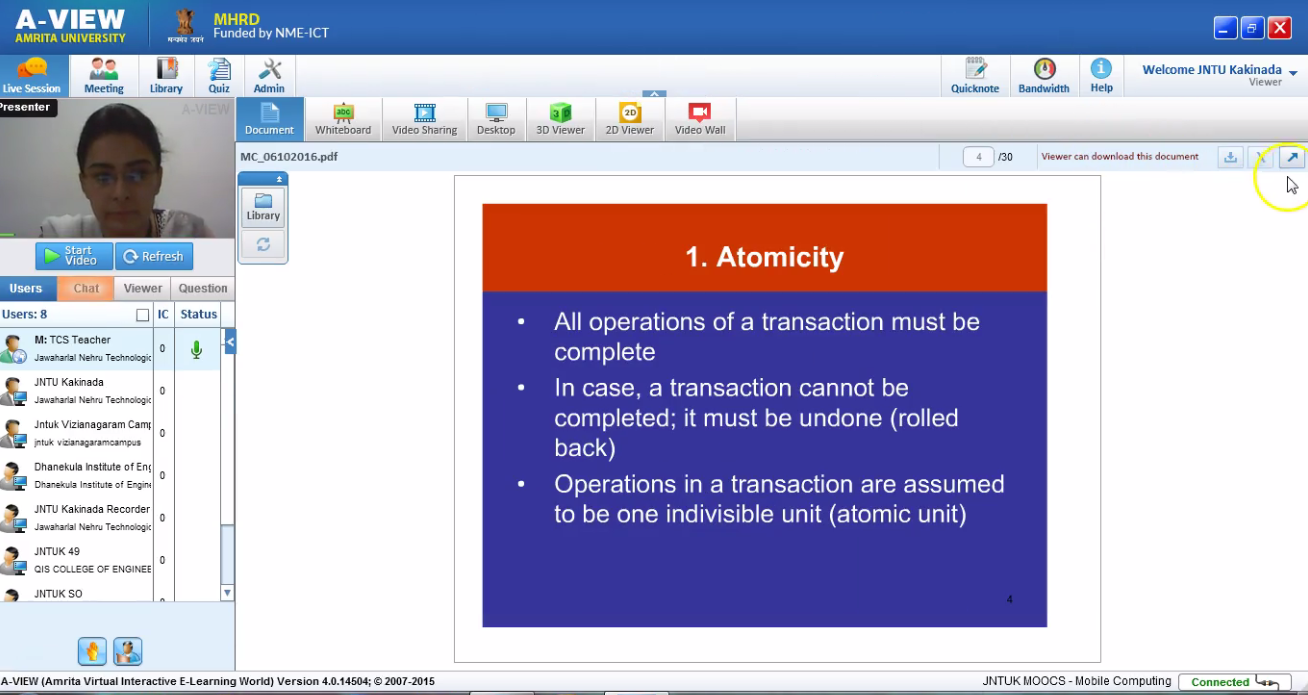 A-VIEW
AMRITA UNIVERSITY
MHRD
Funded by NME-ICT
Live Session
Meeting
Library
Quiz
Admin
Quicknote
Bandwidth
Help
Welcome JNTU Kakinada
Viewer
Presenter
A-VIEW
Document
Whiteboard
Video Sharing
Desktop
3D Viewer
2D Viewer
Video Wall
MC_06102016.pdf
4 /30
Viewer can download this document
Library
Start Video
Refresh
Users
Chat
Viewer
Question
Users: 8
IC
Status
M: TCS Teacher
Jawaharlal Nehru Technologic
0
JNTU Kakinada
Jawaharlal Nehru Technologic
0
Jntuk Vizianagaram Camp
jntuk vizianagaramcampus
0
Dhanekula Institute of Eng
Dhanekula Institute of Engine
0
JNTU Kakinada Recorder
Jawaharlal Nehru Technologic
0
JNTUK 49
QIS COLLEGE OF ENGINEE
0
JNTUK SO
1. Atomicity
• All operations of a transaction must be
complete
• In case, a transaction cannot be
completed; it must be undone (rolled
back)
• Operations in a transaction are assumed
to be one indivisible unit (atomic unit)
4
A-VIEW (Amrita Virtual Interactive E-Learning World) Version 4.0.14504; © 2007-2015
JNTUK MOOCS - Mobile Computing
Connected